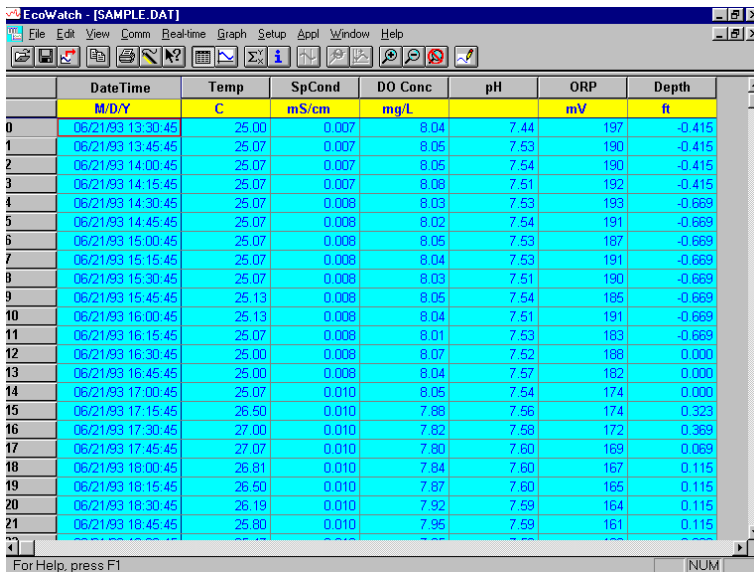 EcoWatch - [SAMPLE.DAT]
File Edit View Comm Real-time Graph Setup Appl Window Help
DateTime Temp SpCond DO Conc pH ORP Depth
M/D/Y C mS/cm mg/L mV ft
0 06/21/93 13:30:45 25.00 0.007 8.04 7.44 197 -0.415
1 06/21/93 13:45:45 25.07 0.007 8.05 7.53 190 -0.415
2 06/21/93 14:00:45 25.07 0.007 8.05 7.54 190 -0.415
3 06/21/93 14:15:45 25.07 0.007 8.08 7.51 192 -0.415
4 06/21/93 14:30:45 25.07 0.008 8.03 7.53 193 -0.669
5 06/21/93 14:45:45 25.07 0.008 8.02 7.54 191 -0.669
6 06/21/93 15:00:45 25.07 0.008 8.05 7.53 187 -0.669
7 06/21/93 15:15:45 25.07 0.008 8.04 7.53 191 -0.669
8 06/21/93 15:30:45 25.07 0.008 8.03 7.51 190 -0.669
9 06/21/93 15:45:45 25.13 0.008 8.05 7.54 185 -0.669
10 06/21/93 16:00:45 25.13 0.008 8.04 7.51 191 -0.669
11 06/21/93 16:15:45 25.07 0.008 8.01 7.53 183 -0.669
12 06/21/93 16:30:45 25.00 0.008 8.07 7.52 188 0.000
13 06/21/93 16:45:45 25.00 0.008 8.04 7.57 182 0.000
14 06/21/93 17:00:45 25.07 0.010 8.05 7.54 174 0.000
15 06/21/93 17:15:45 26.50 0.010 7.88 7.56 174 0.323
16 06/21/93 17:30:45 27.00 0.010 7.82 7.58 172 0.369
17 06/21/93 17:45:45 27.07 0.010 7.80 7.60 169 0.069
18 06/21/93 18:00:45 26.81 0.010 7.84 7.60 167 0.115
19 06/21/93 18:15:45 26.50 0.010 7.87 7.60 165 0.115
20 06/21/93 18:30:45 26.19 0.010 7.92 7.59 164 0.115
21 06/21/93 18:45:45 25.80 0.010 7.95 7.59 161 0.115
For Help, press F1 NUM